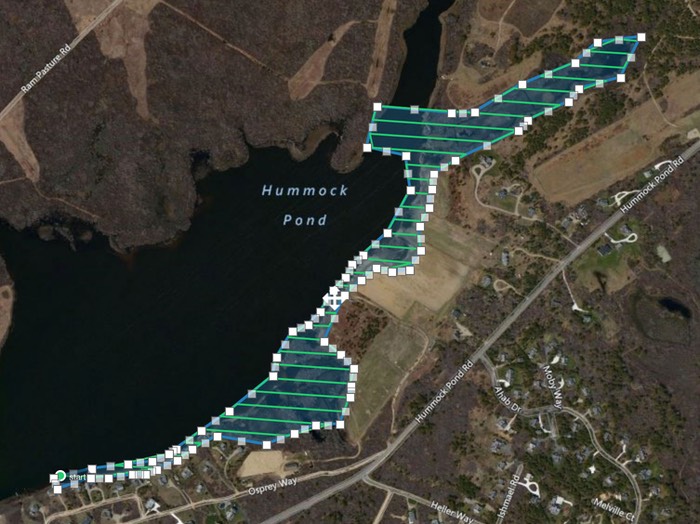 Ram Pasture Rd
Hummock
Pond
Hummock Pond Rd
Hummock Pond Rd
Moby Way
Ahab Dr
start
Osprey Way
Ishmael Rd
Heller Way
Melville Ct